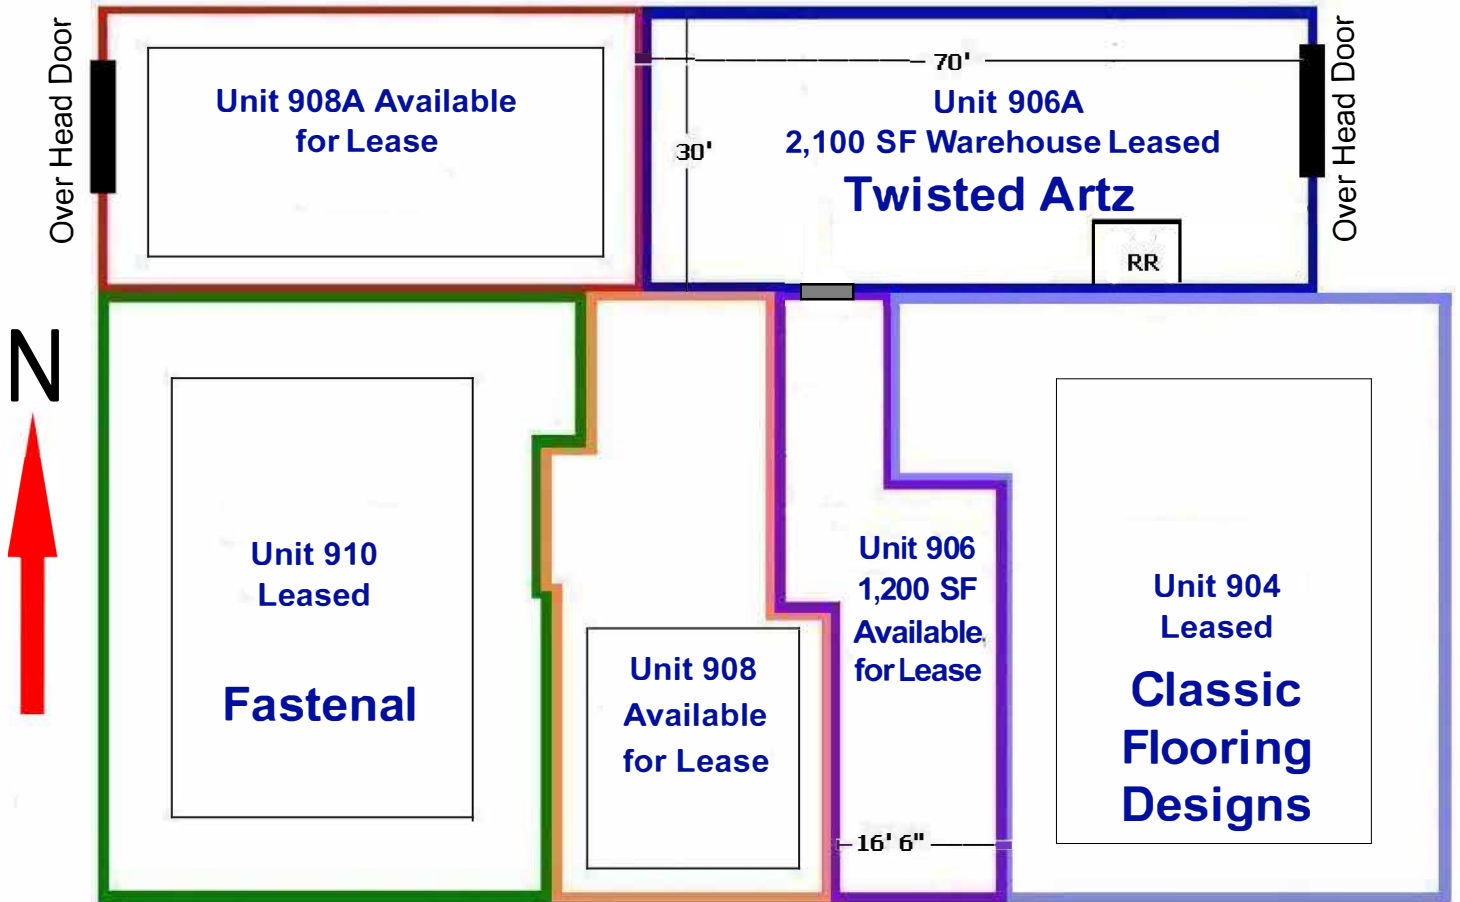 Over Head Door
Unit 908A Available
for Lease
70'
30'
Unit 906A
2,100 SF Warehouse Leased
Twisted Artz
RR
Over Head Door
N
Unit 910
Leased
Fastenal
Unit 908
Available
for Lease
Unit 906
1,200 SF
Available
for Lease
16' 6"
Unit 904
Leased
Classic
Flooring
Designs